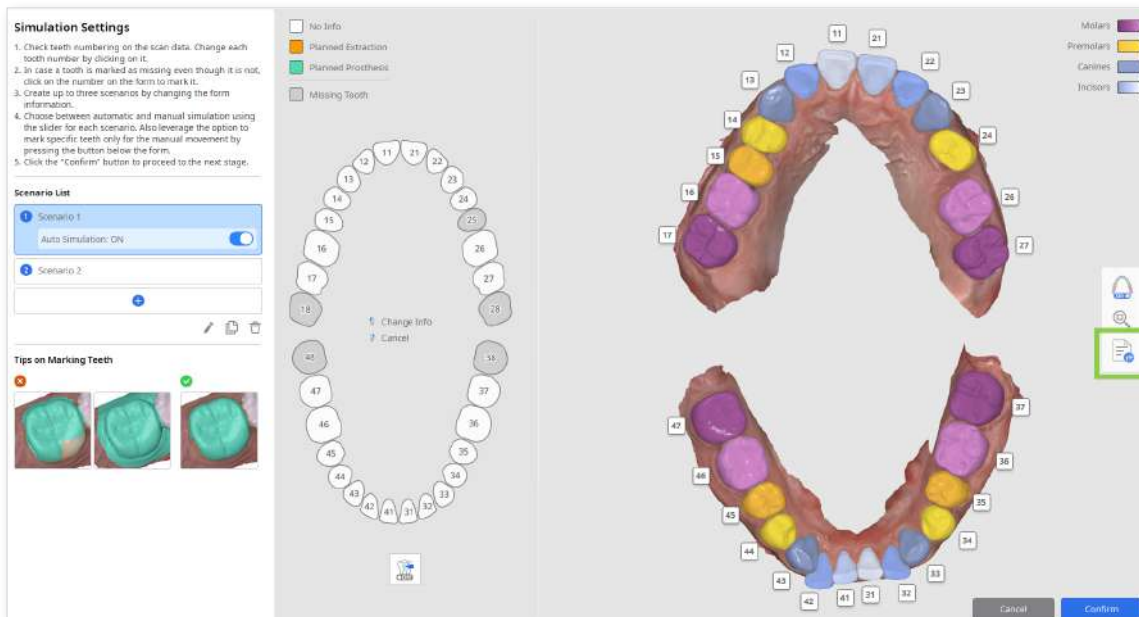 Simulation Settings
1. Check teeth numbering on the scan data. Change each
tooth number by clicking on it.
2. In case a tooth is marked as missing even though it is not,
click on the number on the form to mark it.
3. Create up to three scenarios by changing the form
information.
4. Choose between automatic and manual simulation using
the slider for each scenario. Also leverage the option to
mark specific teeth only for the manual movement by
pressing the button below the form.
5. Click the "Confirm" button to proceed to the next stage.
Scenario List
1 Scenario 1
Auto Simulation: ON
2 Scenario 2
Tips on Marking Teeth
No Info
Planned Extraction
Planned Prosthesis
Missing Tooth
11 21
12 22
13 23
14 24
15 25
16 26
17 27
18 28
Change Info
Cancel
48 38
47 37
46 36
45 35
44 34
43 33
42 41 31 32
11 21
12 22
13 23
14 24
15
16 26
17 27
Molars
Premolars
Canines
Incisors
47 37
46 36
45 35
44 34
43 33
42 41 31 32
Cancel Confirm